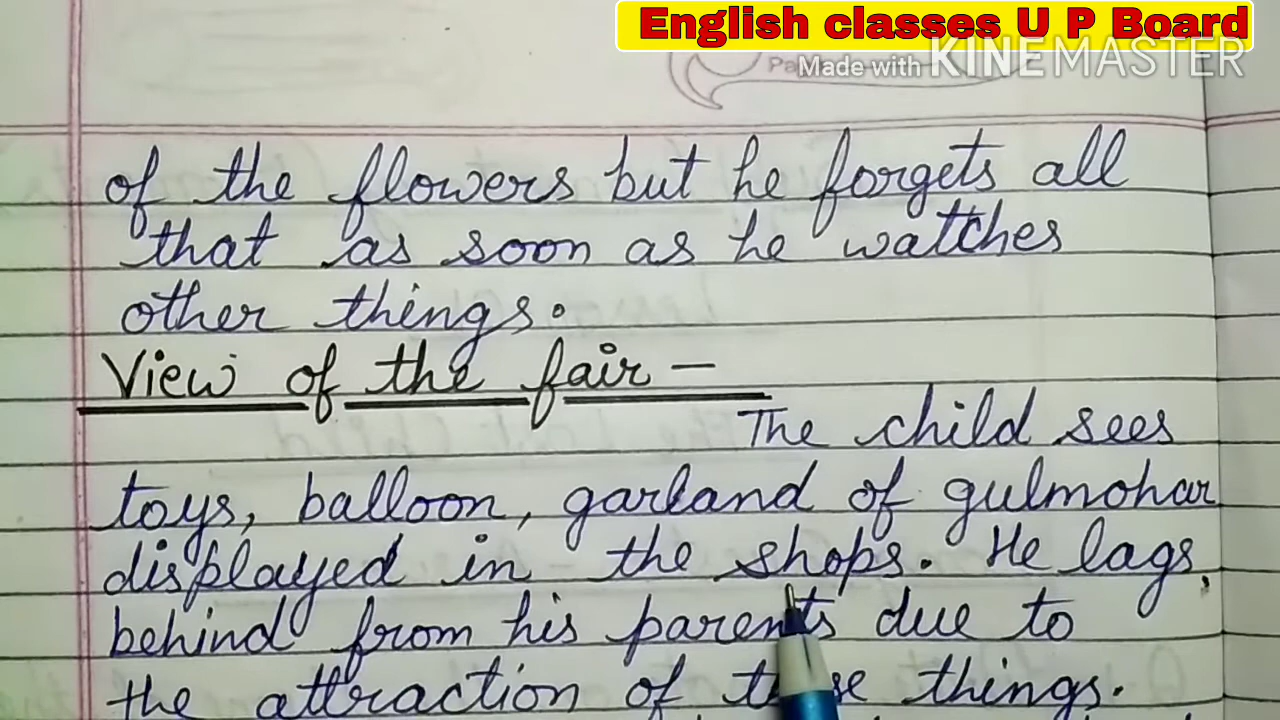 English classes U P Board
Made with KINEMASTER
of the flowers but he forgets all
that as soon as he watches
other things.
View of the fair -
The child sees
toys, balloon, garland of gulmohar
displayed in the shops. He lags
behind from his parents due to
the attraction of these things.